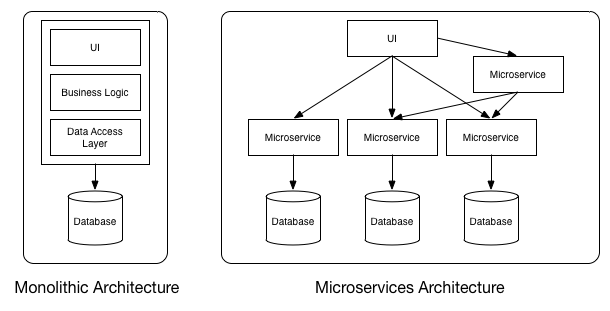 UI
Business Logic
Data Access
Layer
Database
Monolithic Architecture
UI
Microservice
Microservice
Microservice
Microservice
Database
Database
Database
Microservices Architecture